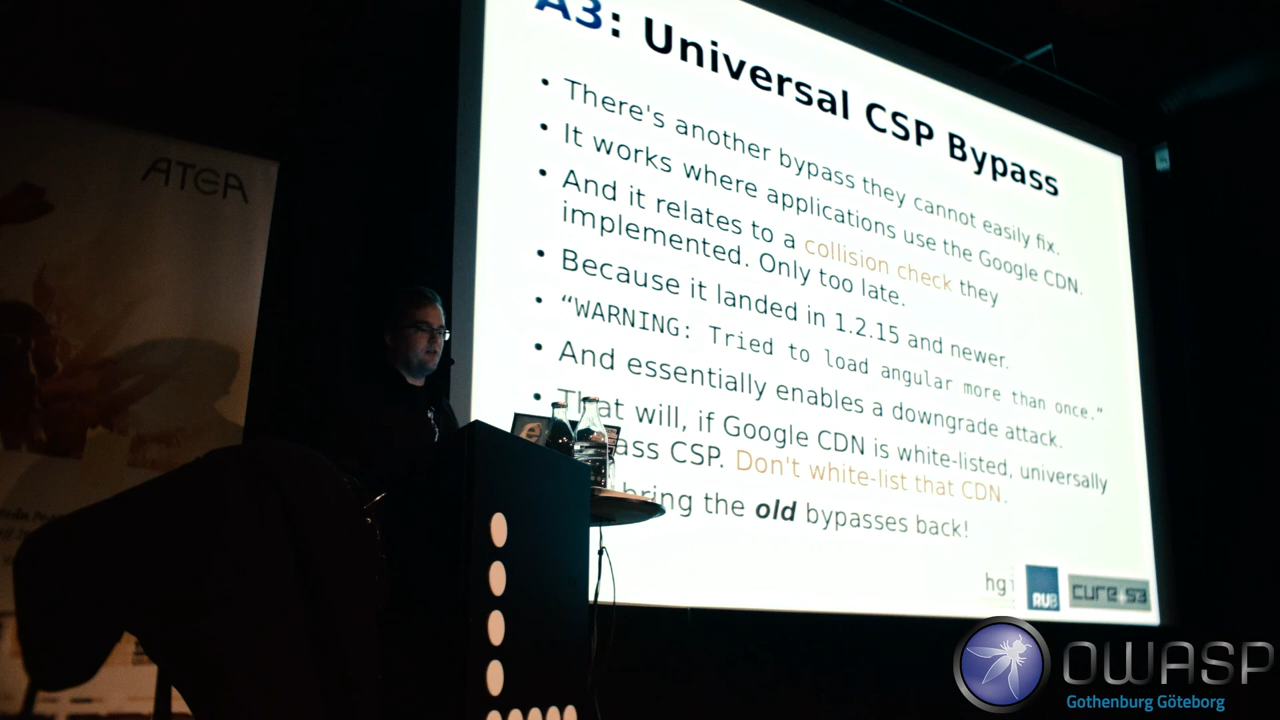 A3: Universal CSP Bypass
• There's another bypass they cannot easily fix.
• It works where applications use the Google CDN.
• And it relates to a collision check they
implemented. Only too late.
• Because it landed in 1.2.15 and newer.
• “WARNING: Tried to load angular more than once.”
• And essentially enables a downgrade attack.
• That will, if Google CDN is white-listed, universally
ass CSP. Don't white-list that CDN.
bring the old bypasses back!
hgi
RUB
cure+53
ATEA
OWASP
Gothenburg Göteborg